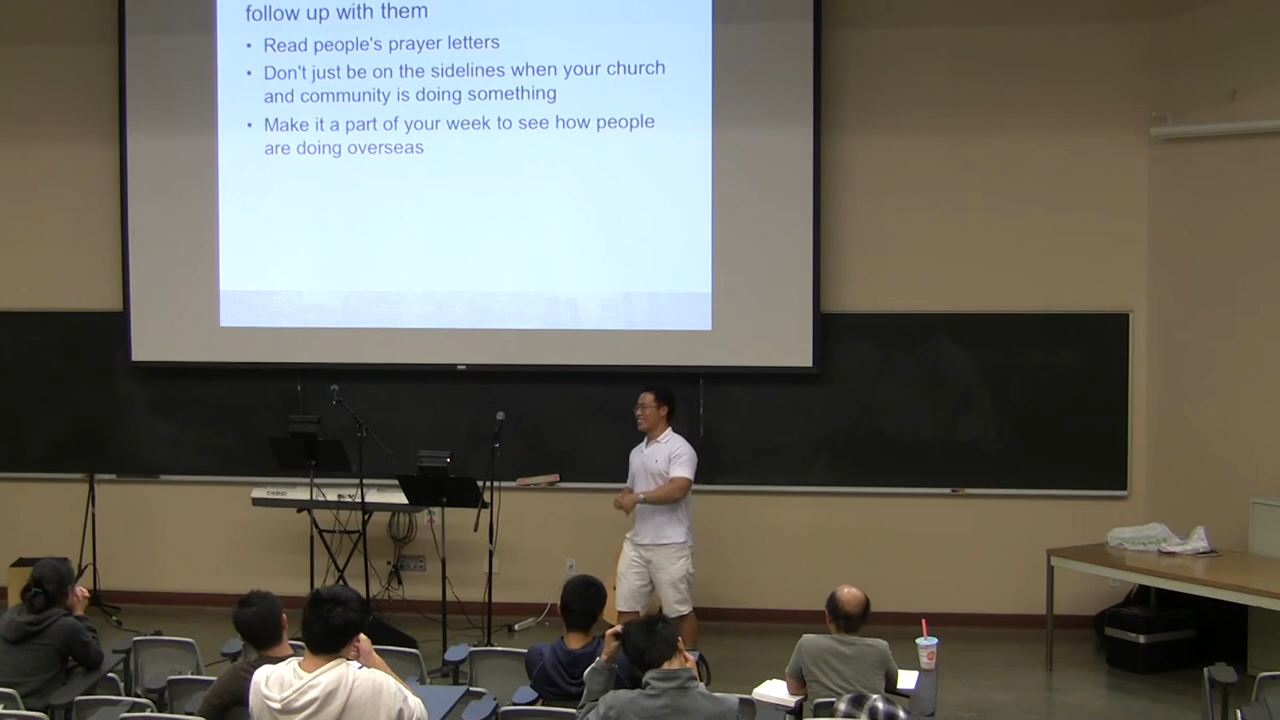 follow up with them
• Read people's prayer letters
• Don't just be on the sidelines when your church
and community is doing something
• Make it a part of your week to see how people
are doing overseas